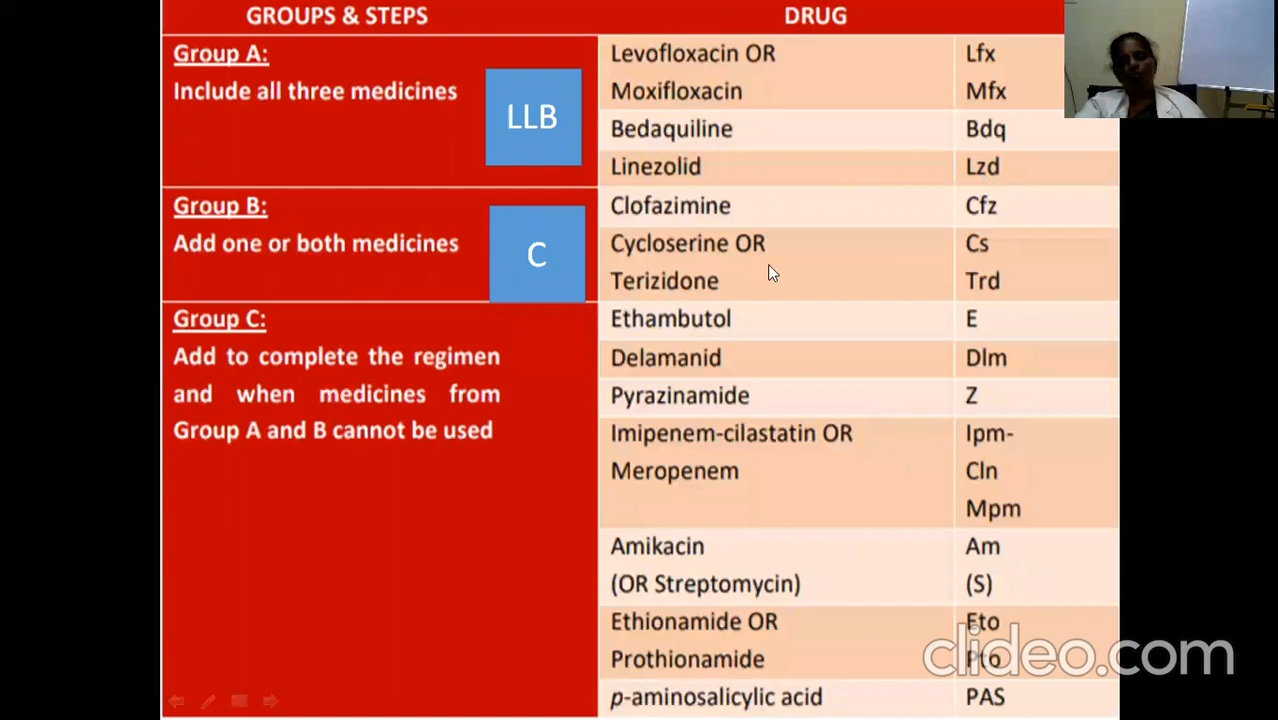 GROUPS & STEPS DRUG
Group A:
Include all three medicines
LLB
Levofloxacin OR Lfx
Moxifloxacin Mfx
Bedaquiline Bdq
Linezolid Lzd
Group B:
Add one or both medicines
C
Clofazimine Cfz
Cycloserine OR Cs
Terizidone Trd
Group C:
Add to complete the regimen
and when medicines from
Group A and B cannot be used
Ethambutol E
Delamanid Dlm
Pyrazinamide Z
Imipenem-cilastatin OR Ipm-
Meropenem Cln
Mpm
Amikacin Am
(OR Streptomycin) (S)
Ethionamide OR Eto
Prothionamide Pto
p-aminosalicylic acid PAS
clideo.com